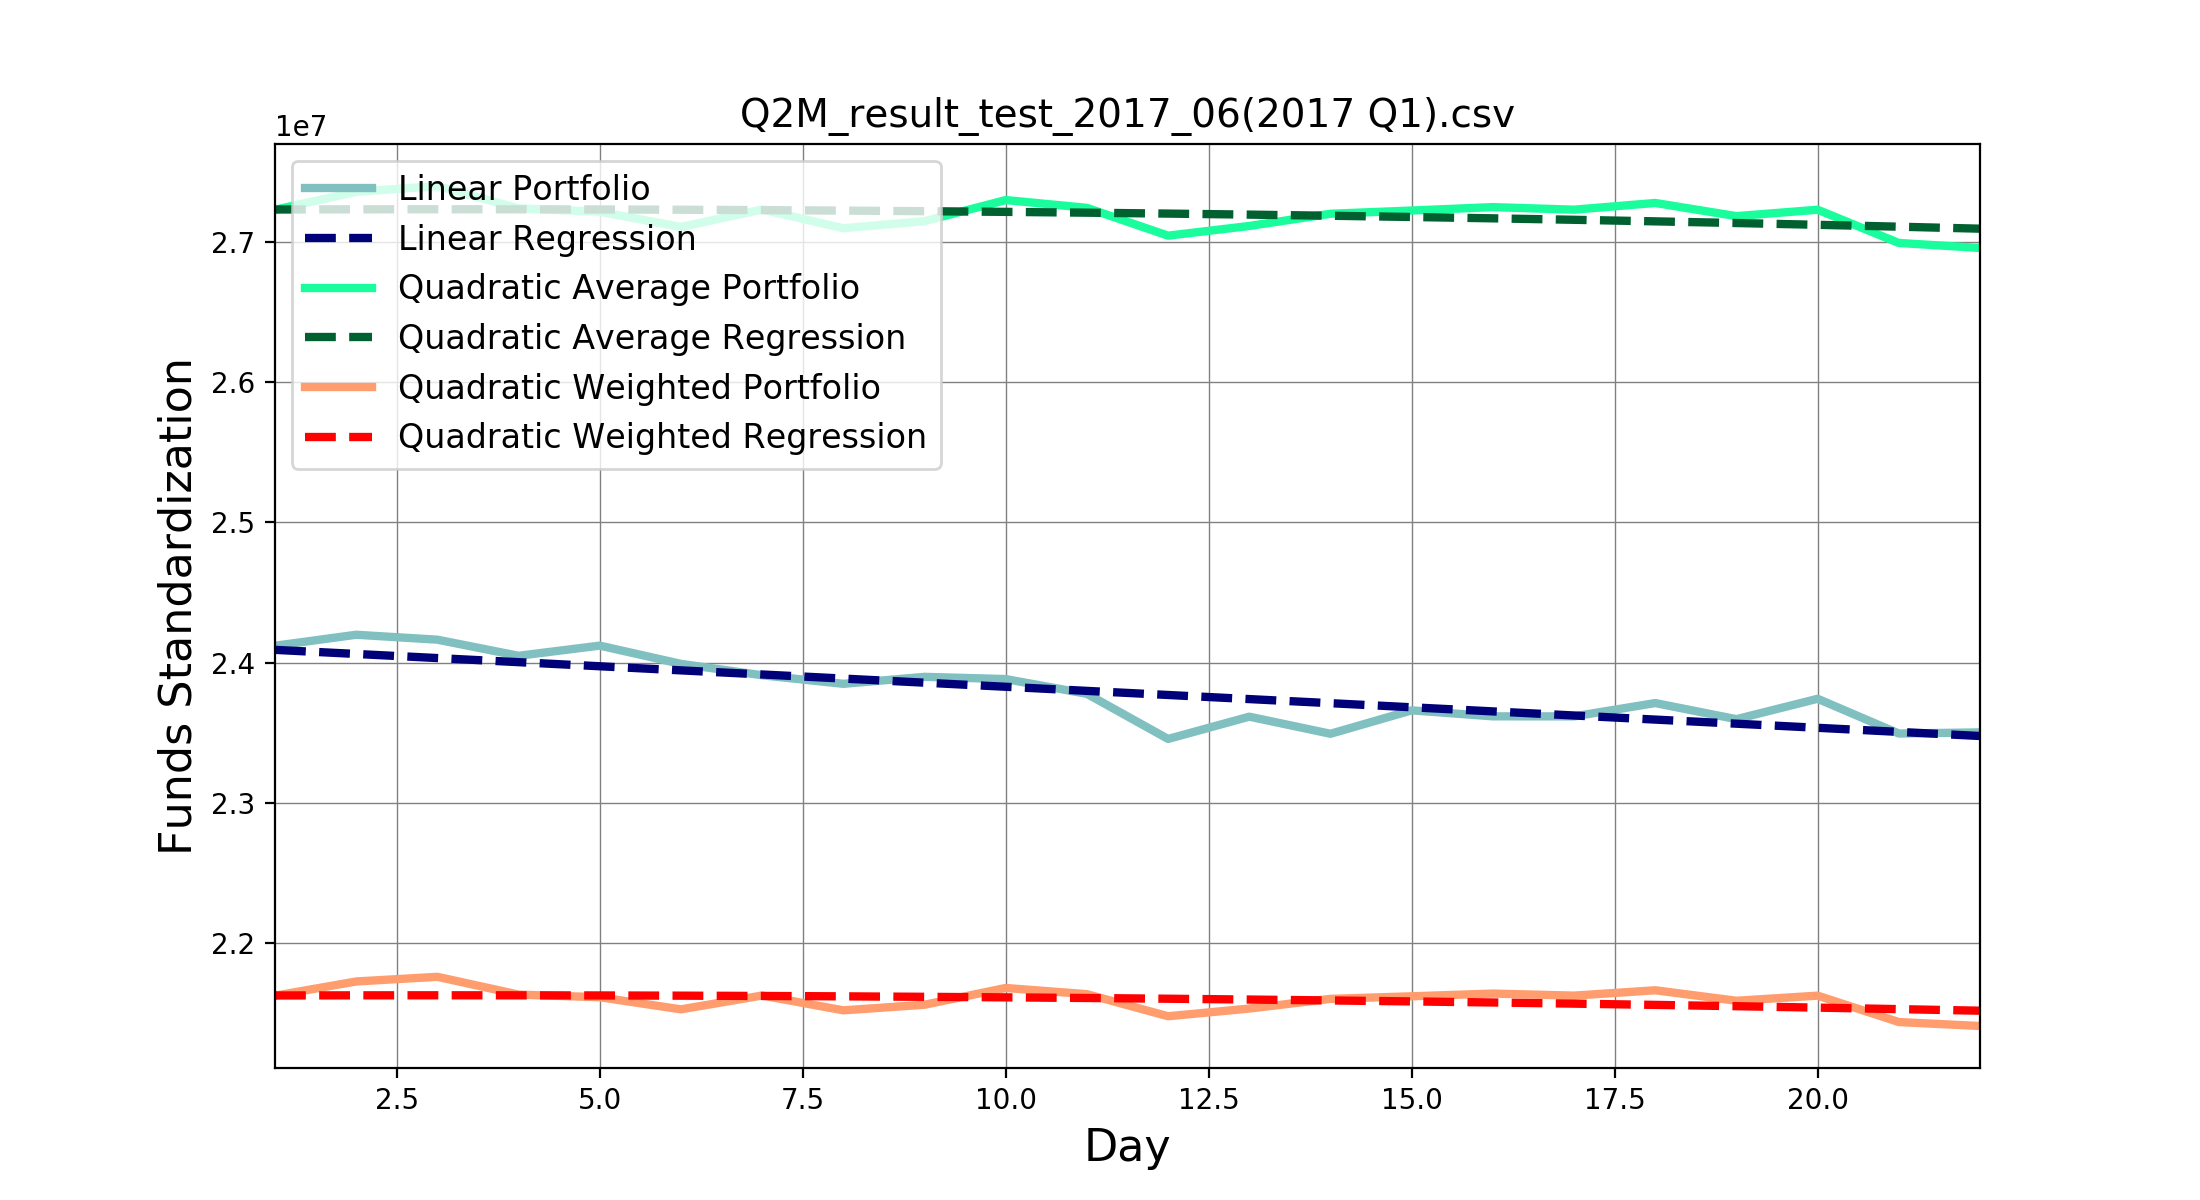 Q2M_result_test_2017_06(2017 Q1).csv
1e7
Linear Portfolio
Linear Regression
Quadratic Average Portfolio
Quadratic Average Regression
Quadratic Weighted Portfolio
Quadratic Weighted Regression
Funds Standardization
2.7
2.6
2.5
2.4
2.3
2.2
2.5 5.0 7.5 10.0 12.5 15.0 17.5 20.0
Day